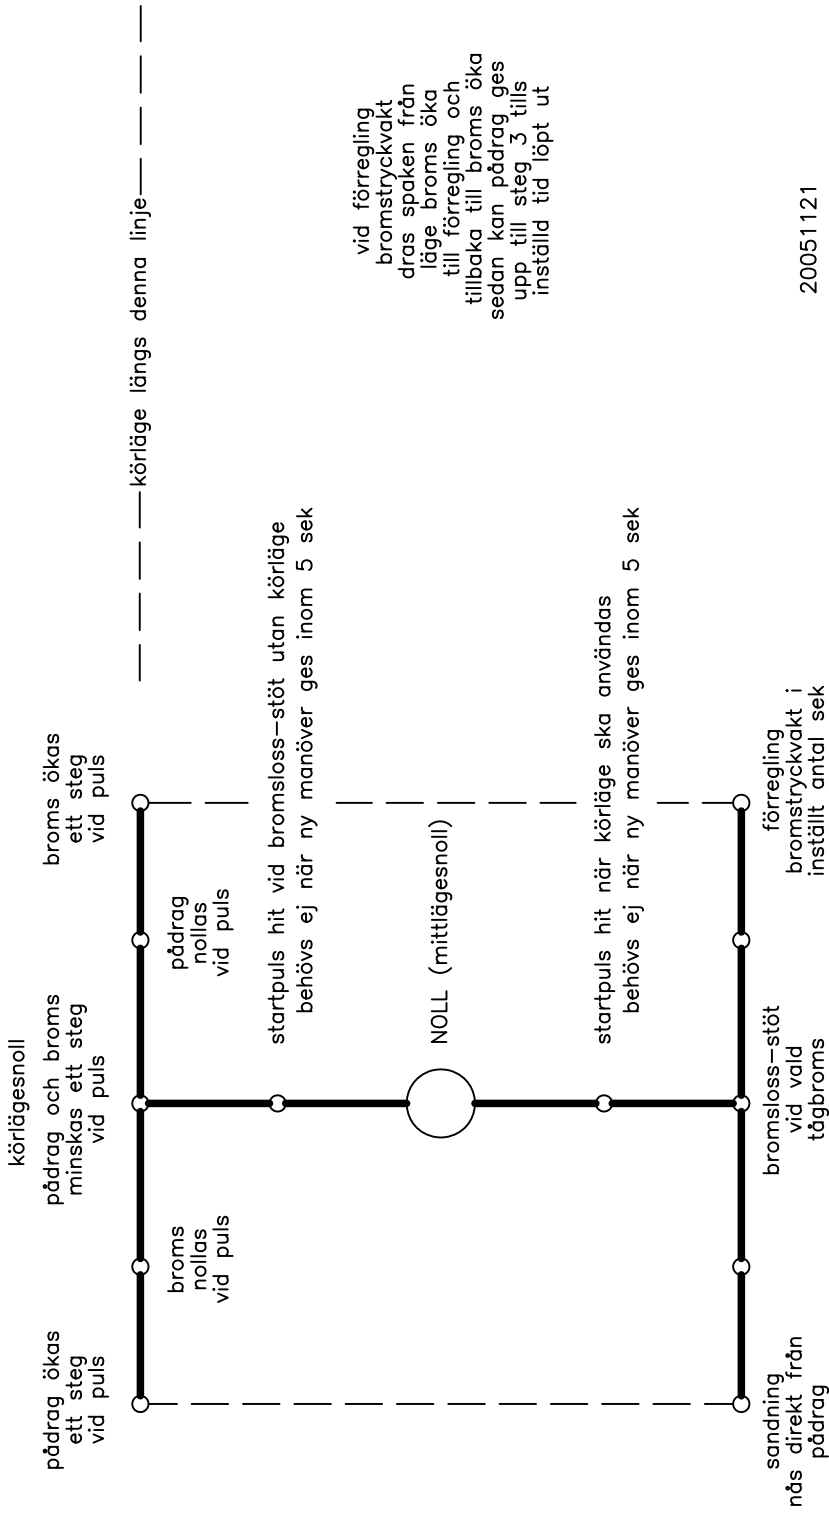 körlägesnoll
pådrag ökas
ett steg
vid puls
pådrag och broms
minskas ett steg
vid puls
broms ökas
ett steg
vid puls
körläge längs denna linje
broms
nollas
vid puls
pådrag
nollas
vid puls
startpuls hit vid bromsloss-stöt utan körläge
behövs ej när ny manöver ges inom 5 sek
NOLL (mittlägesnoll)
startpuls hit när körläge ska användas
behövs ej när ny manöver ges inom 5 sek
vid förregling
bromstryckvakt
dras spaken från
läge broms öka
till förregling och
tillbaka till broms öka
sedan kan pådrag ges
upp till steg 3 tills
inställd tid löpt ut
sandning
nås direkt från
pådrag
bromsloss-stöt
vid vald
tågbroms
förregling
bromstryckvakt i
inställt antal sek
20051121